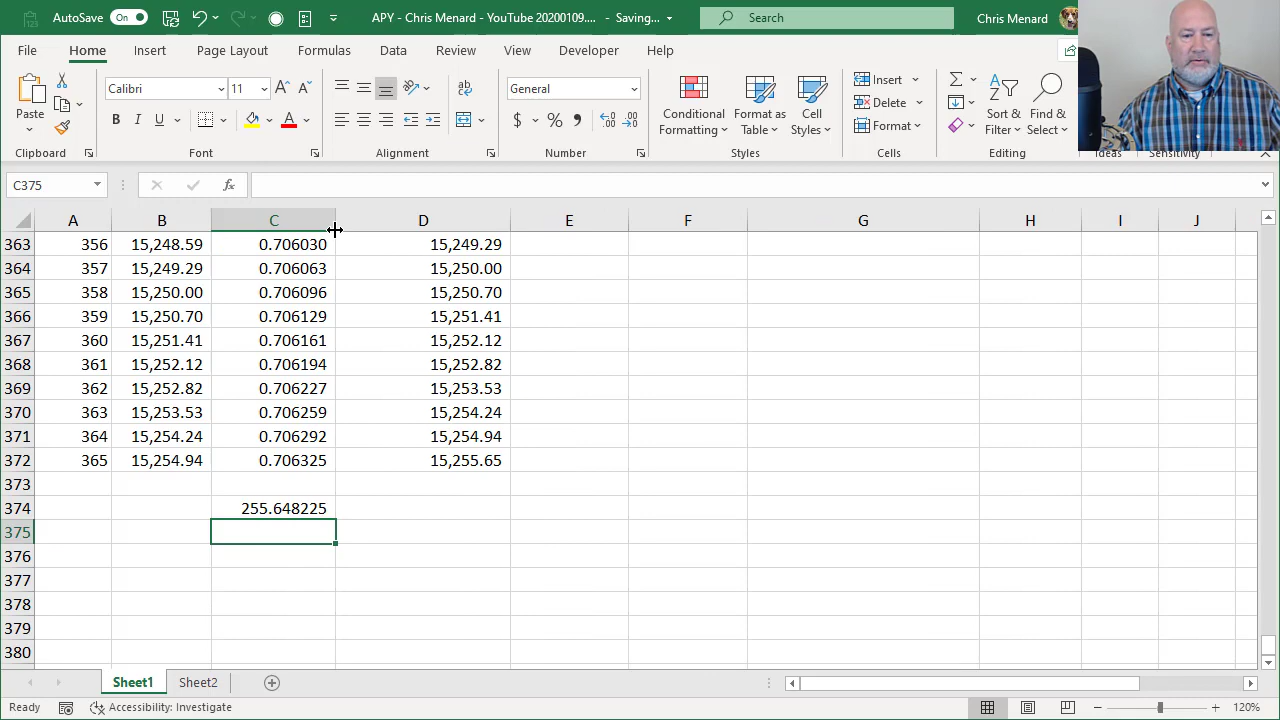 AutoSave On APY - Chris Menard - YouTube 20200109.... - Saving... Search Chris Menard
File Home Insert Page Layout Formulas Data Review View Developer Help
Calibri 11 General Insert
Paste B I U A $ % Conditional Formatting Format as Table Cell Styles Delete Format Sort & Filter Find & Select
Clipboard Font Alignment Number Styles Cells Editing Ideas Sensitivity
C375 fx
A B C D E F G H I J
363 356 15,248.59 0.706030 15,249.29
364 357 15,249.29 0.706063 15,250.00
365 358 15,250.00 0.706096 15,250.70
366 359 15,250.70 0.706129 15,251.41
367 360 15,251.41 0.706161 15,252.12
368 361 15,252.12 0.706194 15,252.82
369 362 15,252.82 0.706227 15,253.53
370 363 15,253.53 0.706259 15,254.24
371 364 15,254.24 0.706292 15,254.94
372 365 15,254.94 0.706325 15,255.65
373
374 255.648225
375
376
377
378
379
380
Sheet1 Sheet2
Ready Accessibility: Investigate 120%